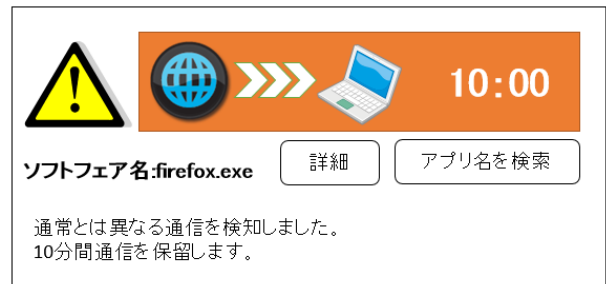 10:00
ソフトフェア名:firefox.exe
詳細
アプリ名を検索
通常とは異なる通信を検知しました。
10分間通信を保留します。